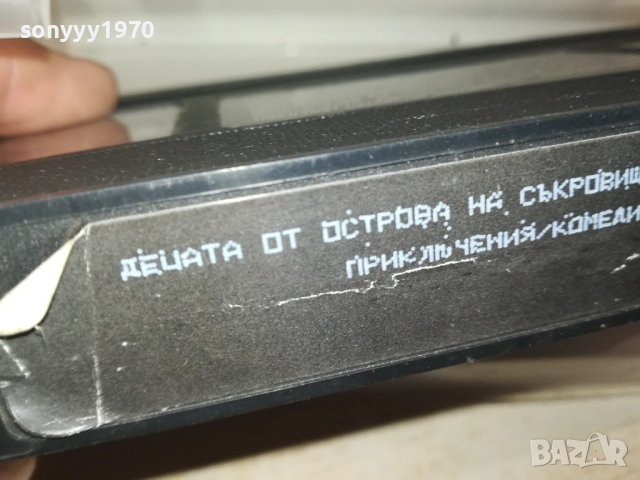 sonyyy1970
ДЕЦАТА ОТ ОСТРОВА НА СЪКРОВИЩ
ПРИКЛЮЧЕНИЯ/КОМЕДИ
BAZAR